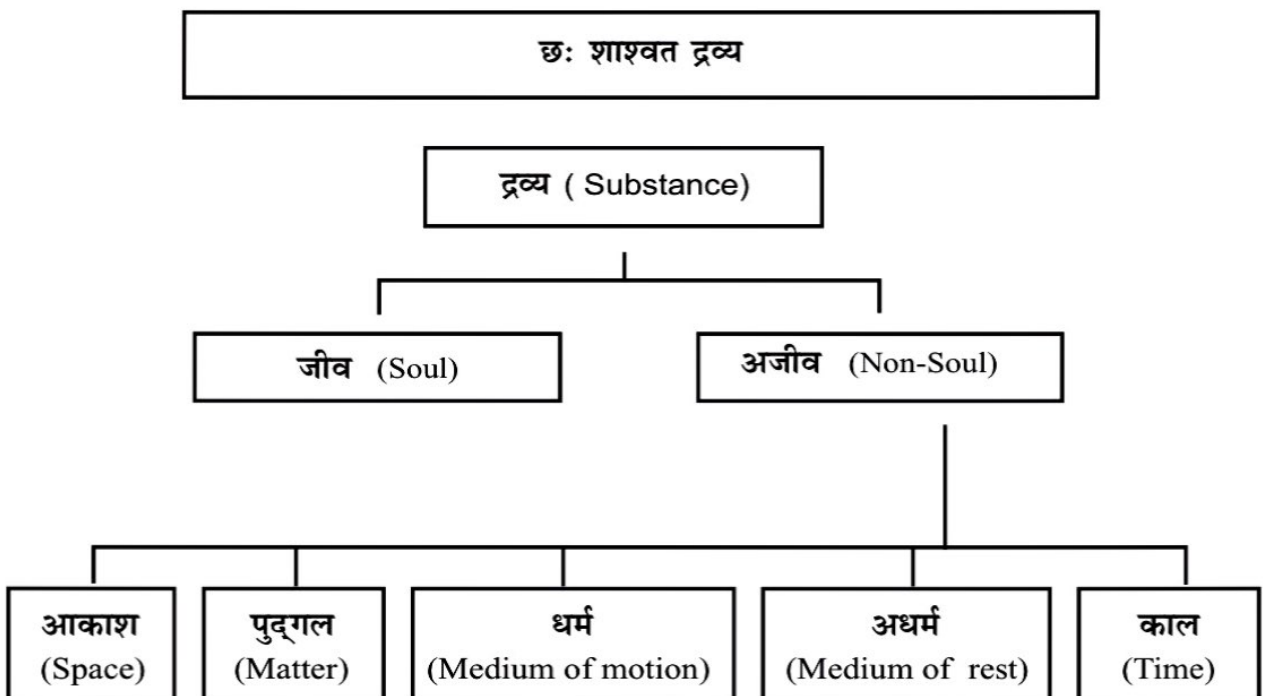 छः शाश्वत द्रव्य
द्रव्य ( Substance)
जीव (Soul)
अजीव (Non-Soul)
आकाश
(Space)
पुद्गल
(Matter)
धर्म
(Medium of motion)
अधर्म
(Medium of rest)
काल
(Time)